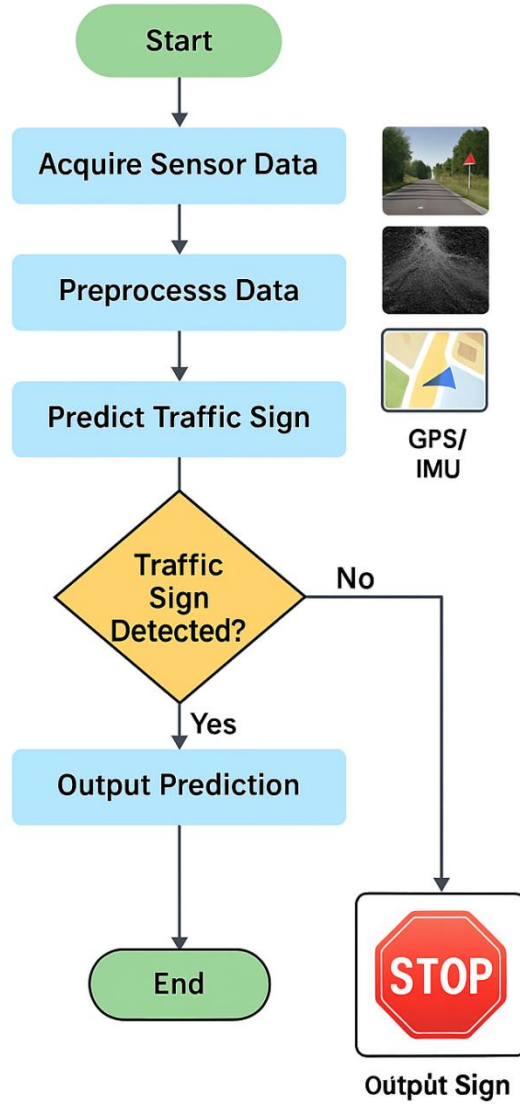 Start
Acquire Sensor Data
Preprocesss Data
Predict Traffic Sign
GPS/
IMU
Traffic
Sign
Detected?
No
Yes
Output Prediction
End
STOP
Output Sign